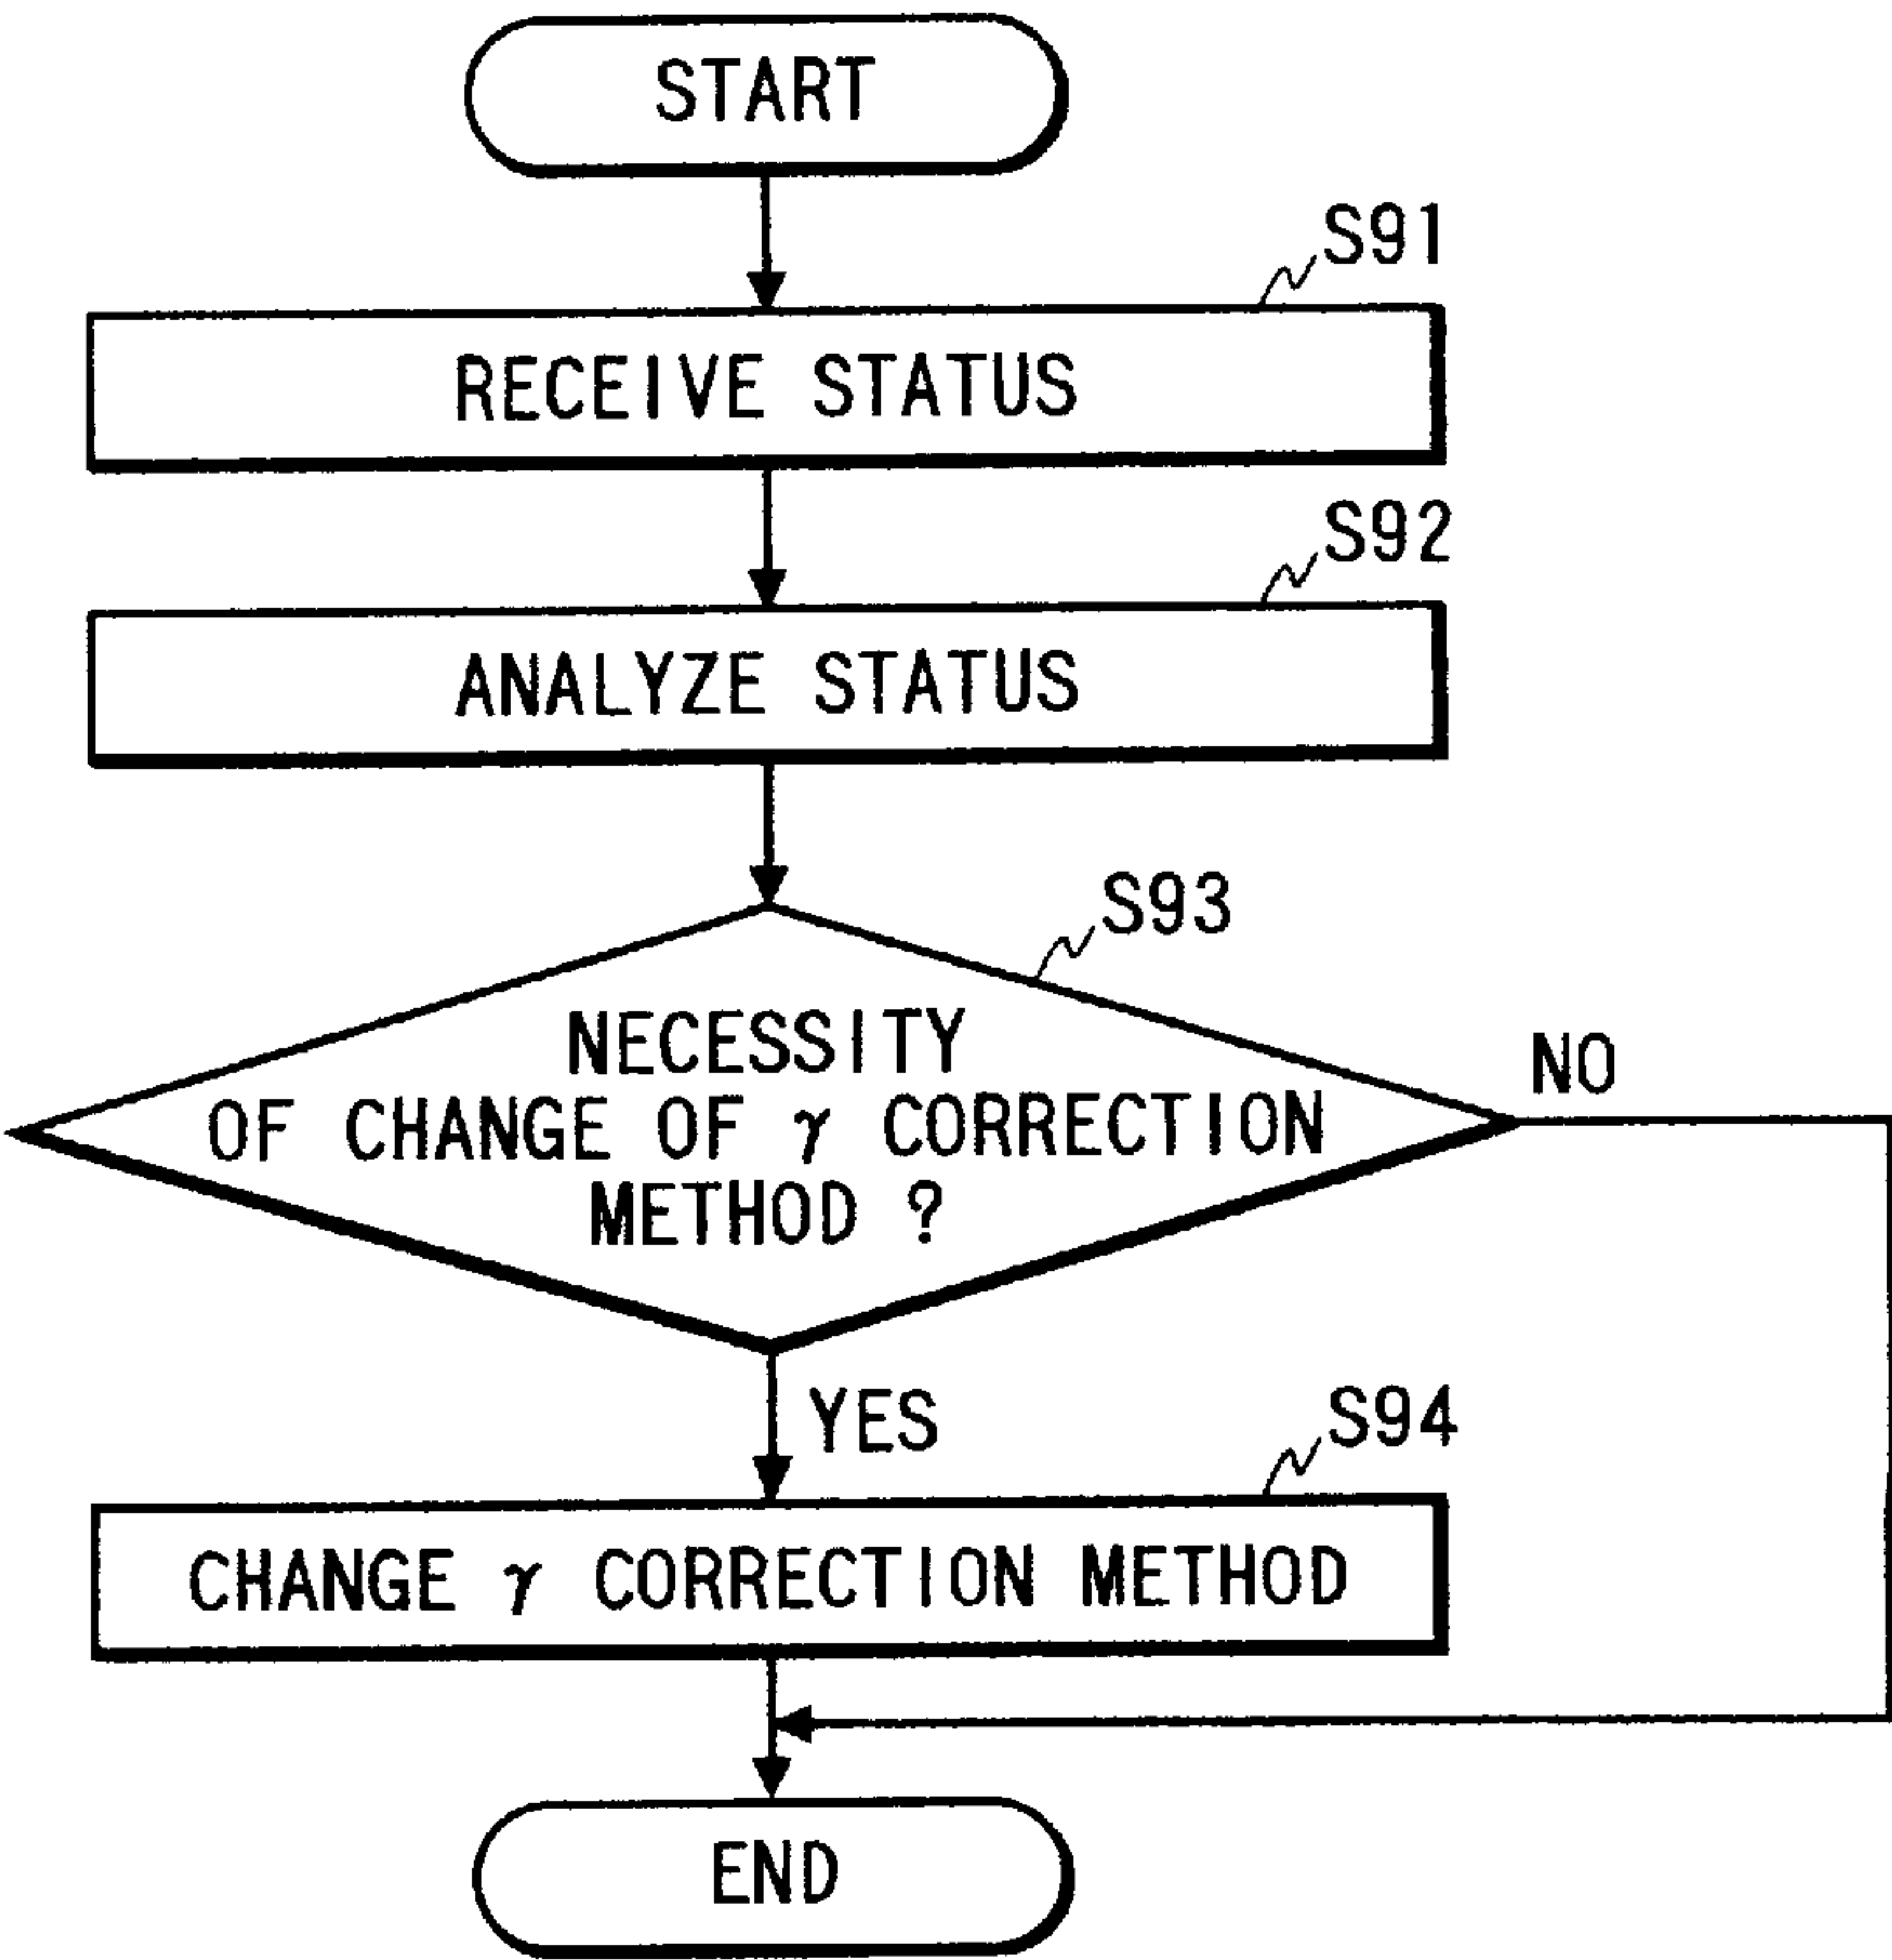 START
S91
RECEIVE STATUS
S92
ANALYZE STATUS
S93
NECESSITY
OF CHANGE OF γ CORRECTION
METHOD ?
NO
YES
S94
CHANGE γ CORRECTION METHOD
END